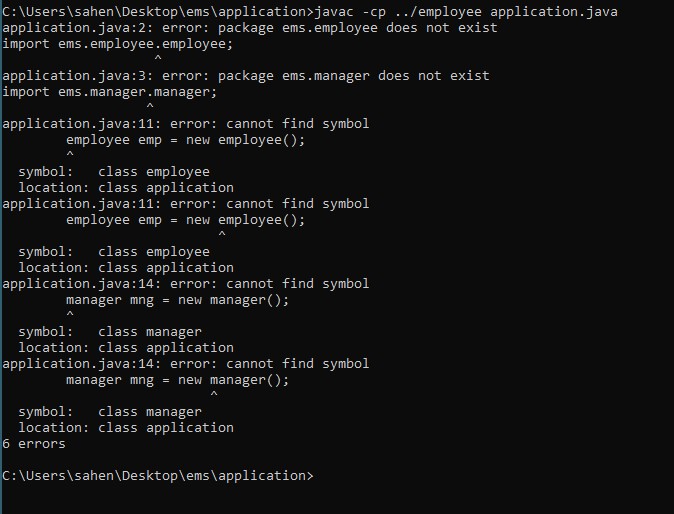 C:\Users\sahen\Desktop\ems\application>javac -cp ../employee application.java
application.java:2: error: package ems.employee does not exist
import ems.employee.employee;
^
application.java:3: error: package ems.manager does not exist
import ems.manager.manager;
^
application.java:11: error: cannot find symbol
employee emp = new employee();
^
symbol:   class employee
location: class application
application.java:11: error: cannot find symbol
employee emp = new employee();
^
symbol:   class employee
location: class application
application.java:14: error: cannot find symbol
manager mng = new manager();
^
symbol:   class manager
location: class application
application.java:14: error: cannot find symbol
manager mng = new manager();
^
symbol:   class manager
location: class application
6 errors
C:\Users\sahen\Desktop\ems\application>